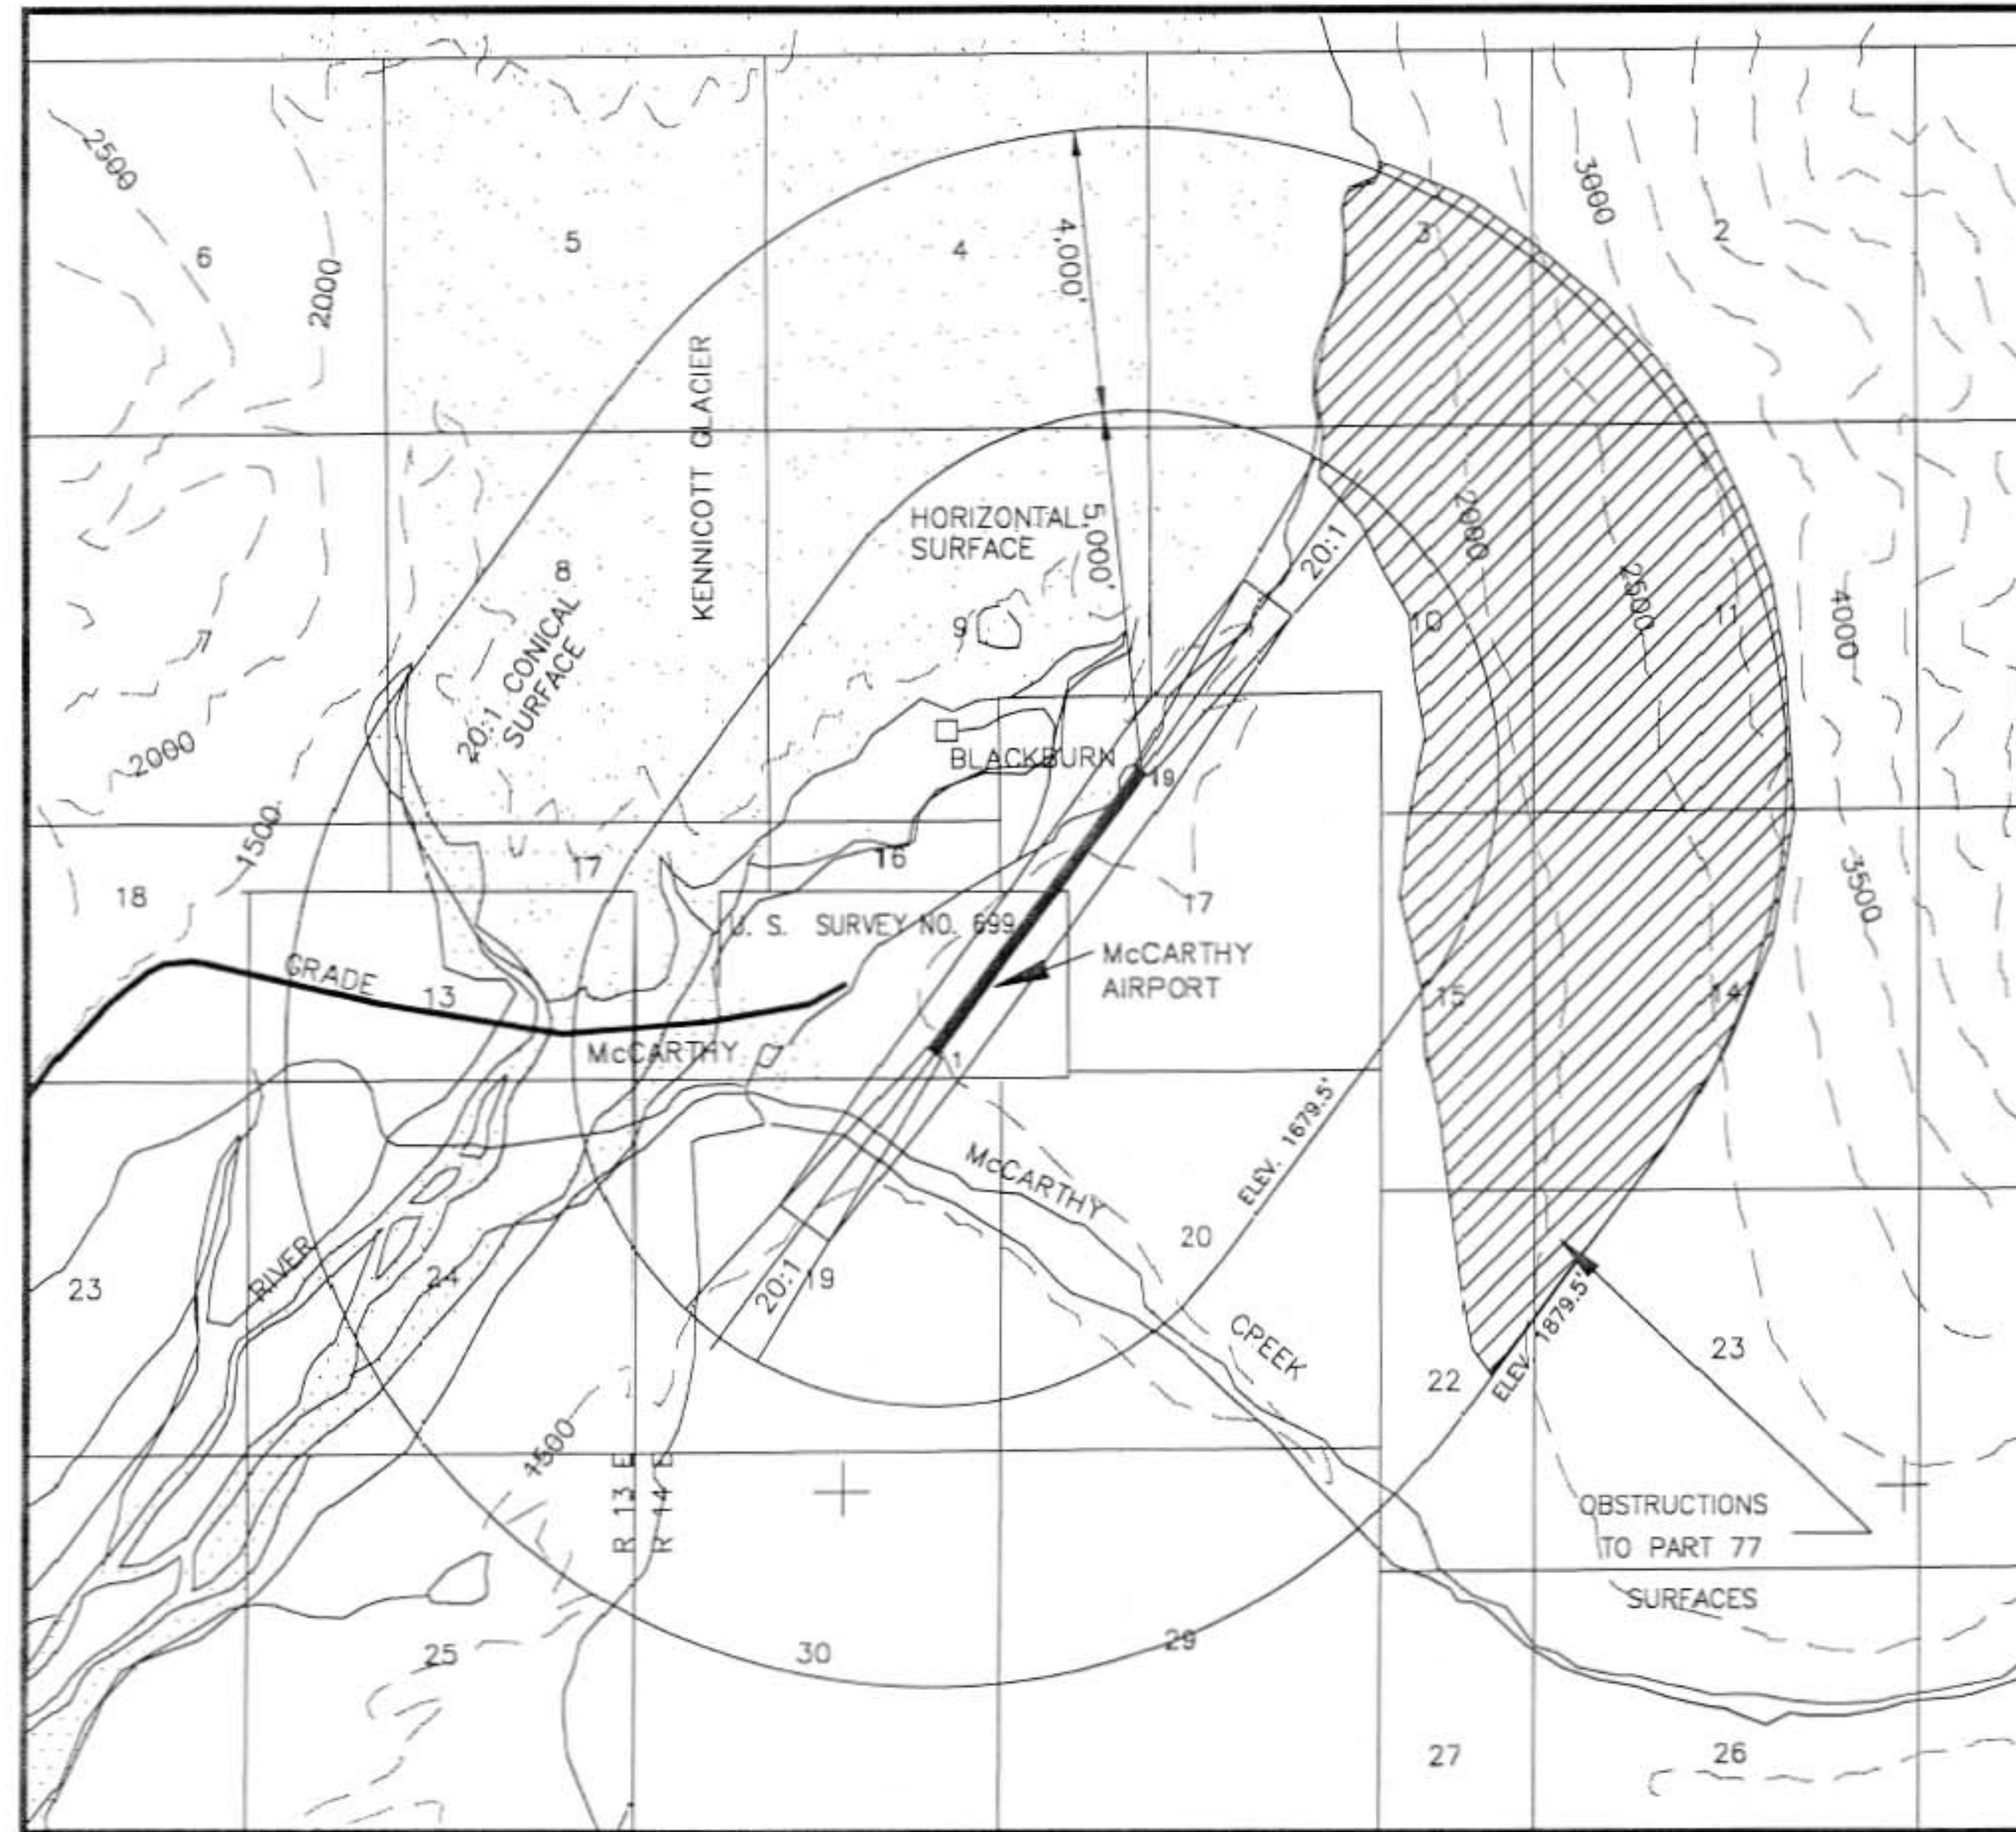 2500
6
2000
5
4
4,000'
3
3000
2
KENNICOTT GLACIER
HORIZONTAL
SURFACE
5,000'
20:1
2000
2500
8
20:1 CONICAL
SURFACE
9
10
11
4000
7
2000
BLACKBURN
19
1500
18
17
16
17
3500
U. S. SURVEY NO. 699
McCARTHY
AIRPORT
GRADE
13
15
14
McCARTHY
1
ELEV. 1679.5'
McCARTHY
20
RIVER
23
24
20:1
19
CREEK
22
ELEV. 1879.5'
23
1500
R 13 E
R 14 E
OBSTRUCTIONS
TO PART 77
SURFACES
25
30
29
27
26